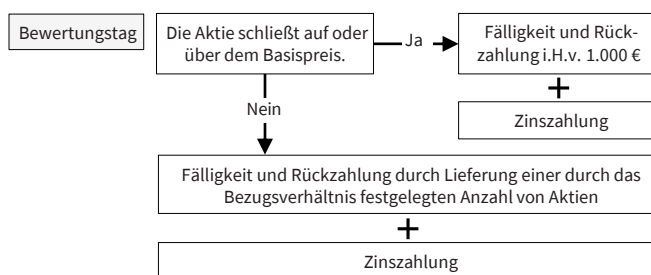 Bewertungstag
Die Aktie schließt auf oder
über dem Basispreis.
Ja
Fälligkeit und Rück-
zahlung i.H.v. 1.000 €
+
Zinszahlung
Nein
Fälligkeit und Rückzahlung durch Lieferung einer durch das
Bezugsverhältnis festgelegten Anzahl von Aktien
+
Zinszahlung